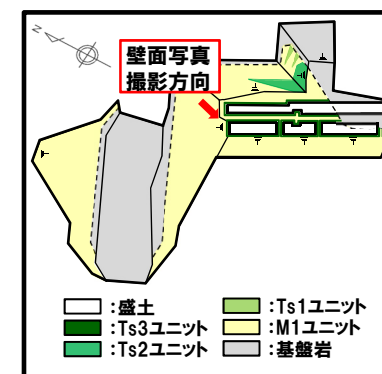 N
壁面写真
撮影方向
:盛土
:Ts3ユニット
:Ts2ユニット
:Ts1ユニット
:M1ユニット
:基盤岩